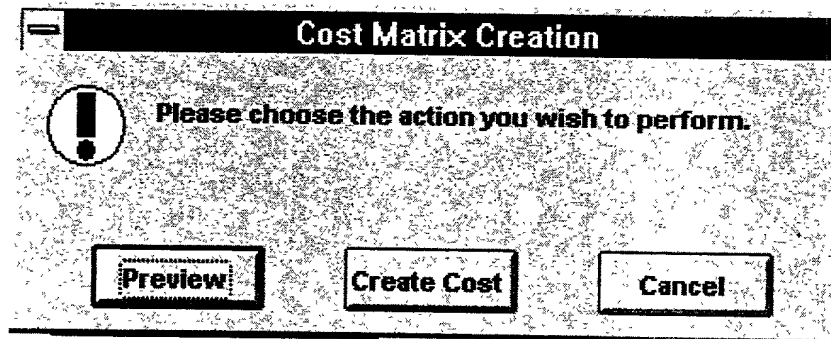 Cost Matrix Creation
Please choose the action you wish to perform.
Preview
Create Cost
Cancel